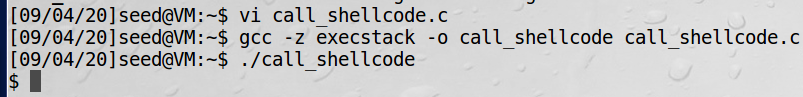 [09/04/20]seed@VM:~$ vi call_shellcode.c
[09/04/20]seed@VM:~$ gcc -z execstack -o call_shellcode call_shellcode.c
[09/04/20]seed@VM:~$ ./call_shellcode
$